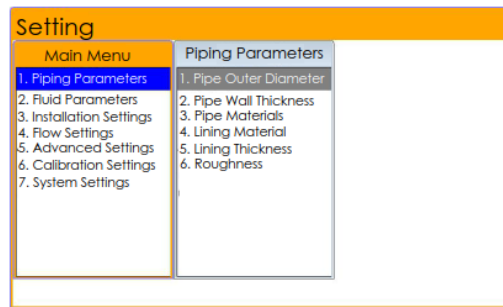 Setting
Main Menu
1. Piping Parameters
2. Fluid Parameters
3. Installation Settings
4. Flow Settings
5. Advanced Settings
6. Calibration Settings
7. System Settings
Piping Parameters
1. Pipe Outer Diameter
2. Pipe Wall Thickness
3. Pipe Materials
4. Lining Material
5. Lining Thickness
6. Roughness